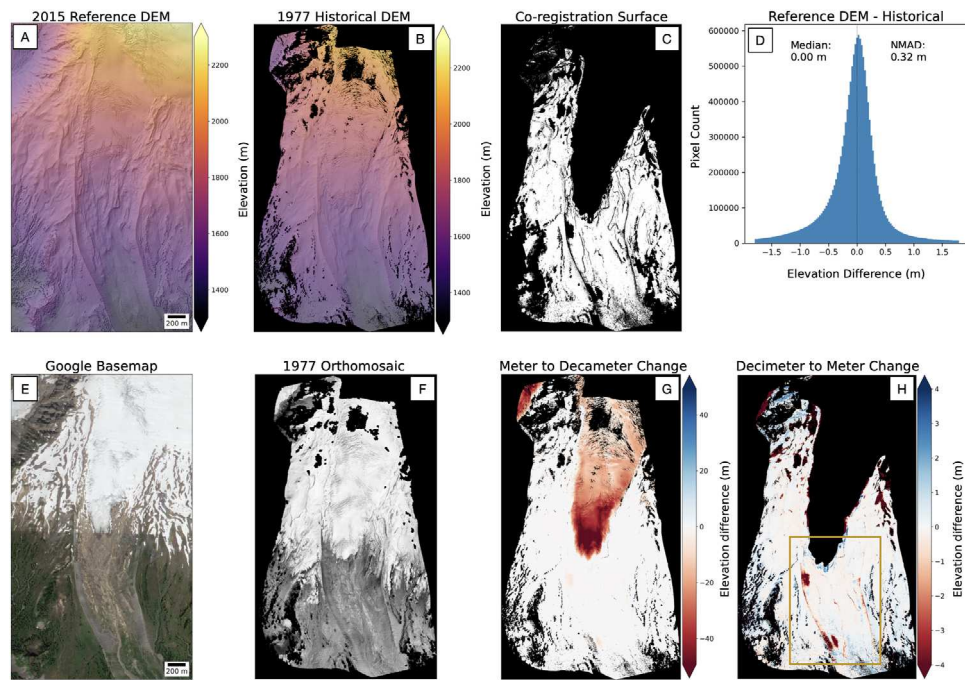 2015 Reference DEM
A
2200
2000
1800
1600
1400
Elevation (m)
200 m
1977 Historical DEM
B
2200
2000
1800
1600
1400
Elevation (m)
Co-registration Surface
C
Reference DEM - Historical
D
Median:
0.00 m
NMAD:
0.32 m
Pixel Count
600000
500000
400000
300000
200000
100000
0
−1.5 −1.0 −0.5 0.0 0.5 1.0 1.5
Elevation Difference (m)
Google Basemap
E
200 m
1977 Orthomosaic
F
Meter to Decameter Change
G
40
20
0
−20
−40
Elevation difference (m)
Decimeter to Meter Change
H
4
3
2
1
0
−1
−2
−3
−4
Elevation difference (m)